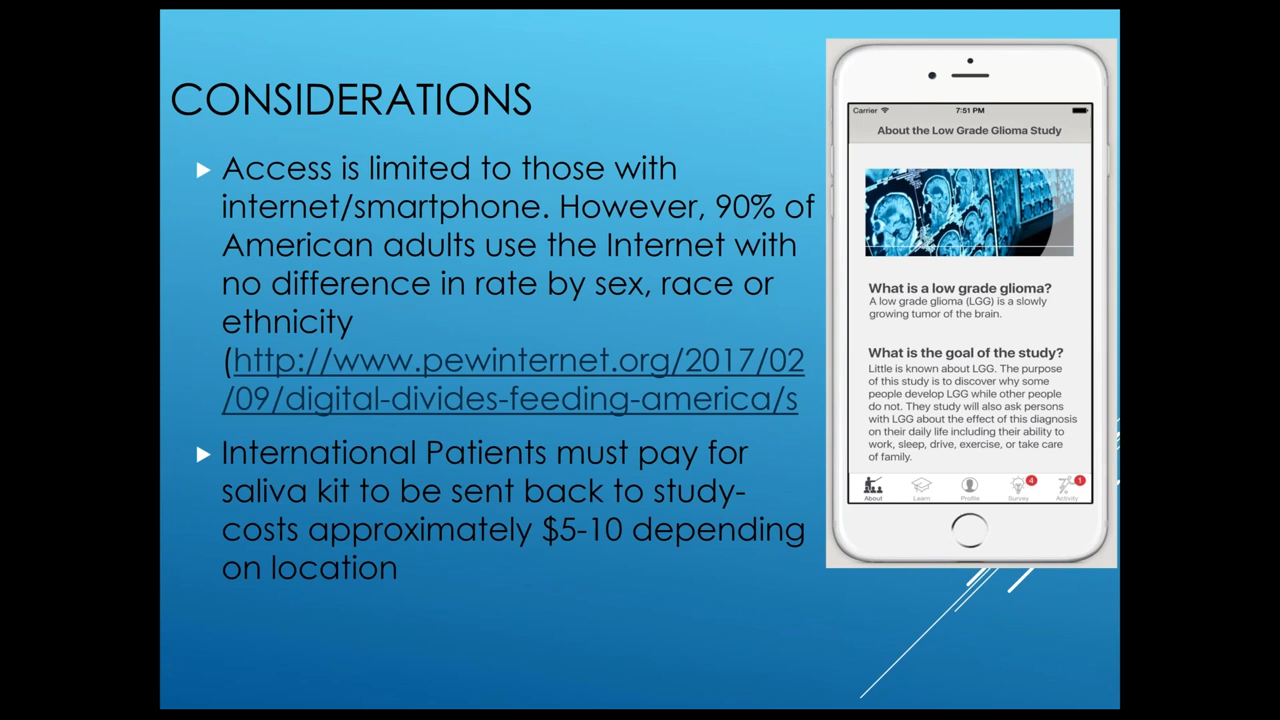 CONSIDERATIONS
Access is limited to those with
internet/smartphone. However, 90% of
American adults use the Internet with
no difference in rate by sex, race or
ethnicity
(http://www.pewinternet.org/2017/02
/09/digital-divides-feeding-america/s
International Patients must pay for
saliva kit to be sent back to study-
costs approximately $5-10 depending
on location
Carrier 7:51 PM
About the Low Grade Glioma Study
What is a low grade glioma?
A low grade glioma (LGG) is a slowly
growing tumor of the brain.
What is the goal of the study?
Little is known about LGG. The purpose
of this study is to discover why some
people develop LGG while other people
do not. They study will also ask persons
with LGG about the effect of this diagnosis
on their daily life including their ability to
work, sleep, drive, exercise, or take care
of family.
4 1
About Learn Profile Survey Activity